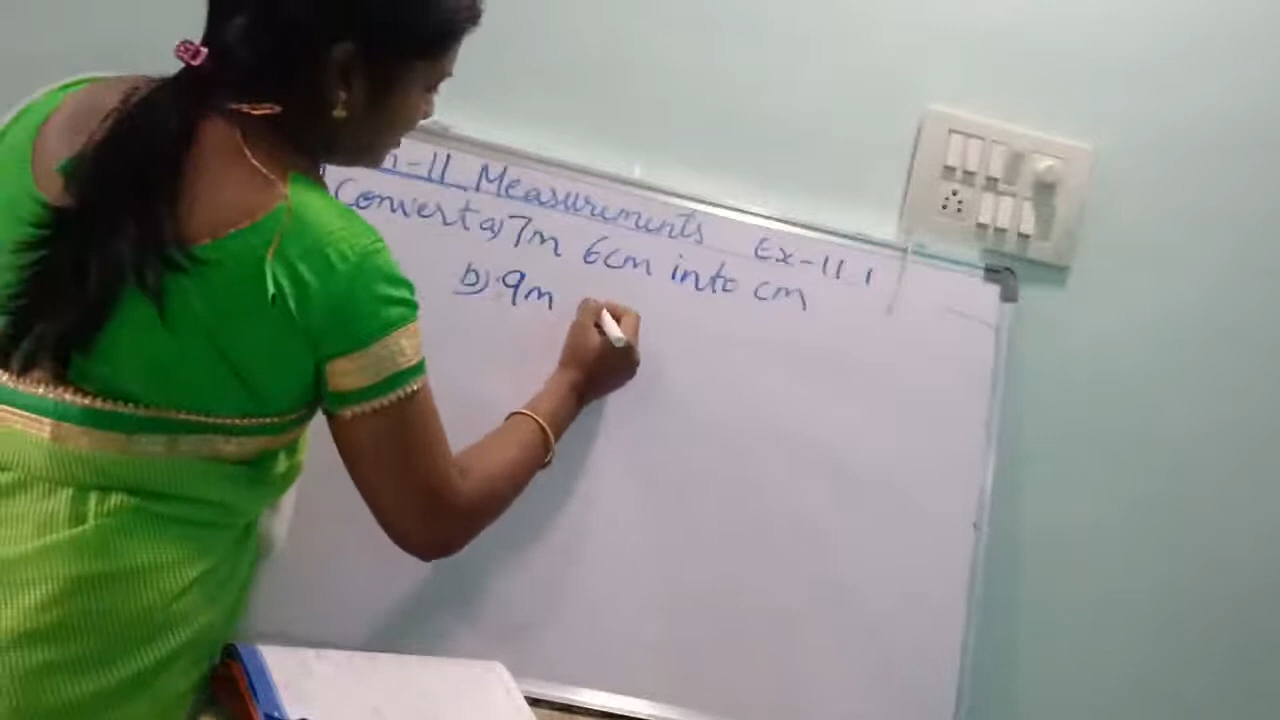 -11 Measurements Ex-11.1
Convert a) 7m 6cm into cm
b) 9m